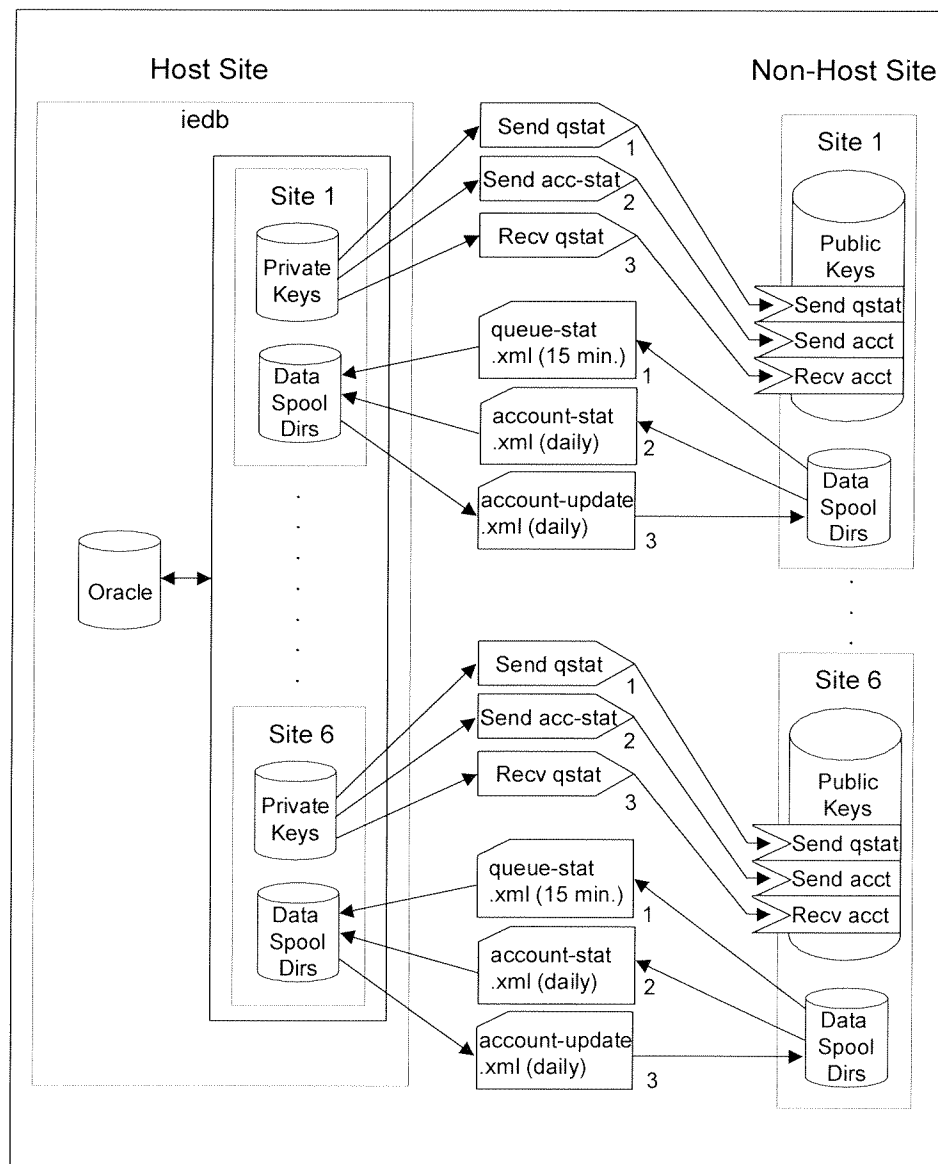 Host Site
Non-Host Site
iedb
Site 1
Private
Keys
Data
Spool
Dirs
Oracle
Site 6
Private
Keys
Data
Spool
Dirs
Send qstat
1
Send acc-stat
2
Recv qstat
3
queue-stat
.xml (15 min.)
1
account-stat
.xml (daily)
2
account-update
.xml (daily)
3
Send qstat
1
Send acc-stat
2
Recv qstat
3
queue-stat
.xml (15 min.)
1
account-stat
.xml (daily)
2
account-update
.xml (daily)
3
Site 1
Public
Keys
Send qstat
Send acct
Recv acct
Data
Spool
Dirs
Site 6
Public
Keys
Send qstat
Send acct
Recv acct
Data
Spool
Dirs